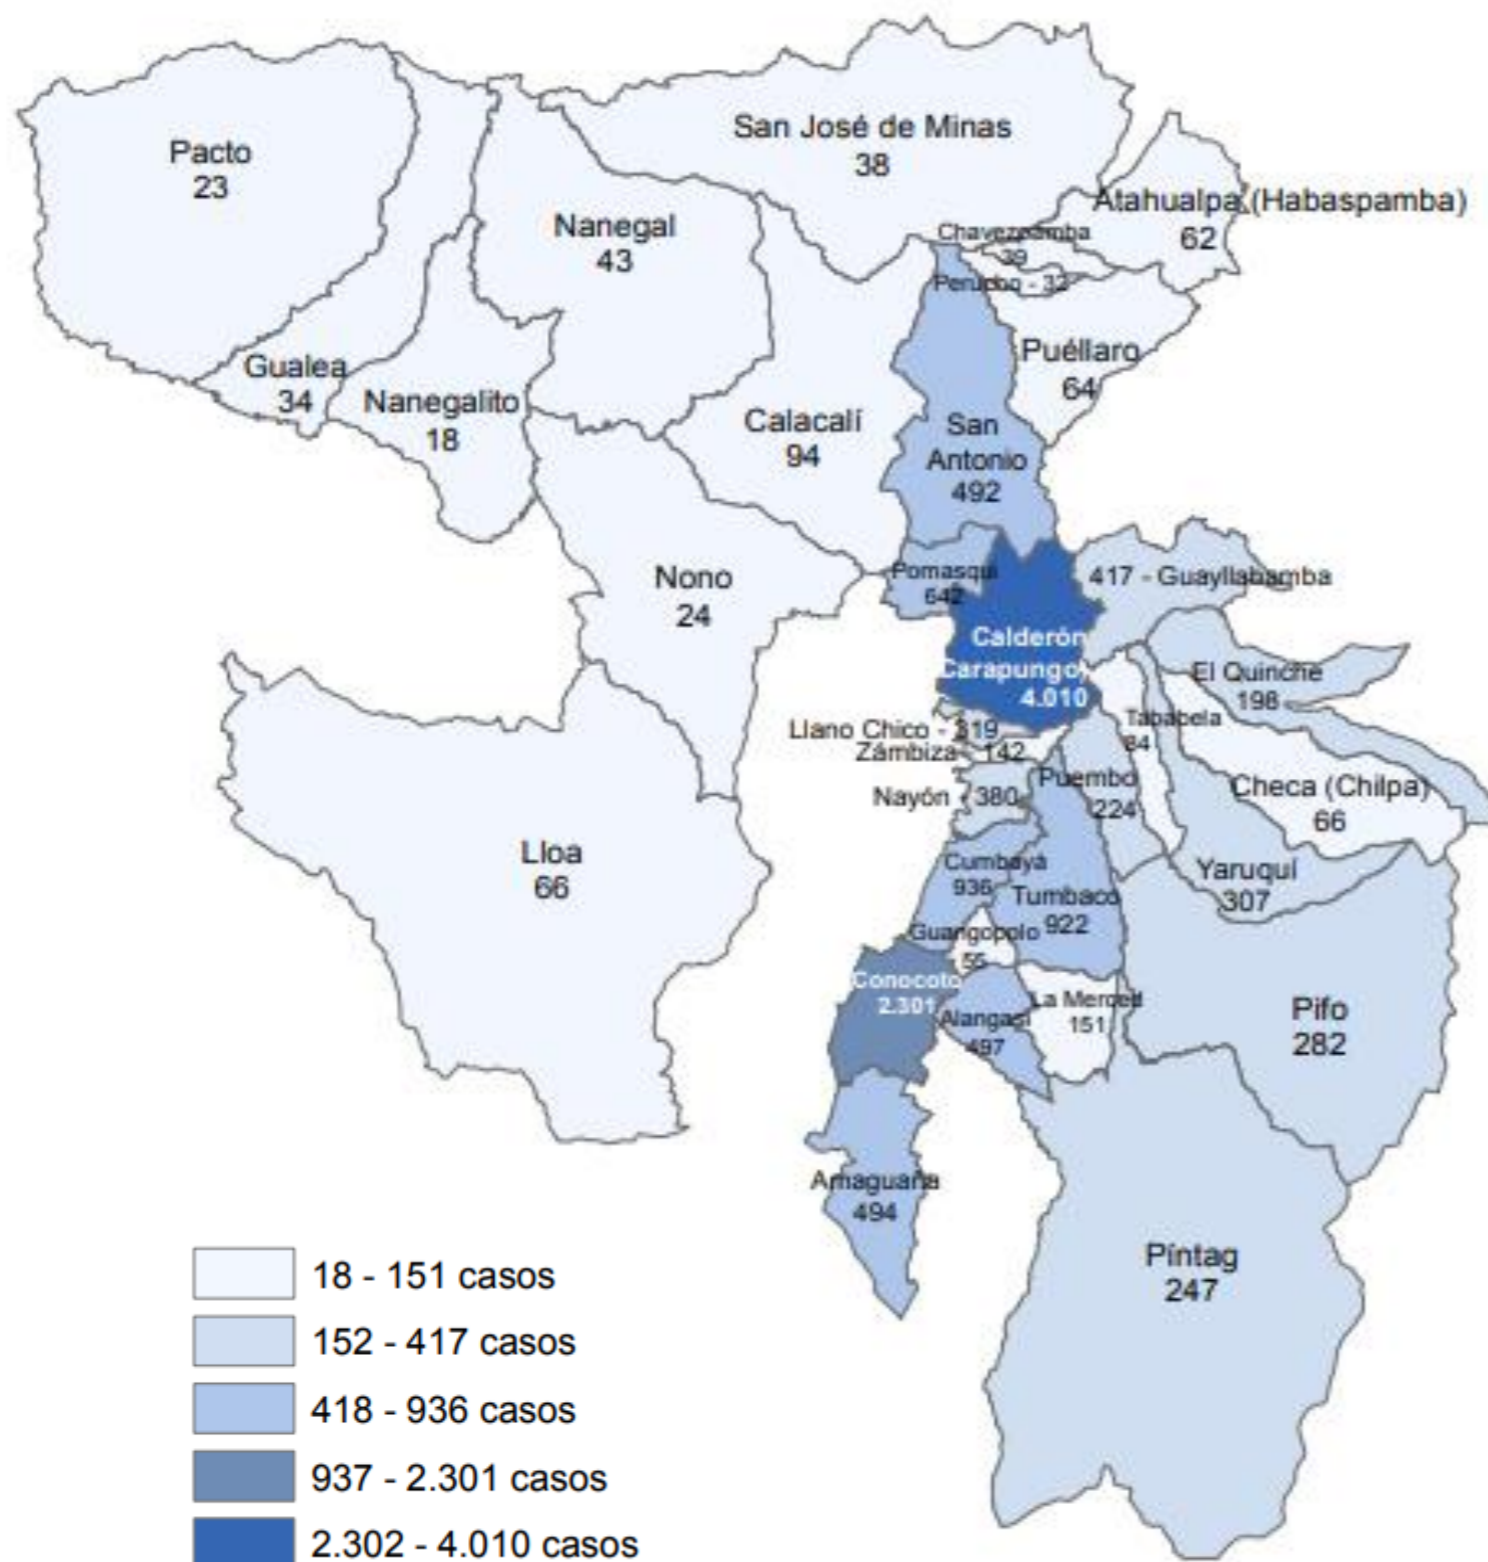 Pacto
23
San José de Minas
38
Atahualpa (Habaspamba)
62
Nanegal
43
Chavezpamba
39
Perucho - 32
Puéllaro
64
Gualea
34
Nanegalito
18
Calacalí
94
San
Antonio
492
Nono
24
Pomasqui
642
417 - Guayllabamba
Calderón
(Carapungo)
4.010
El Quinche
198
Llano Chico - 319
Zámbiza - 142
Tababela
84
Nayón - 380
Puembo
224
Checa (Chilpa)
66
Lloa
66
Cumbayá
936
Tumbaco
922
Yaruquí
307
Guangopolo
55
Conocoto
2.301
Alangasí
497
La Merced
151
Pifo
282
Amaguaña
494
Píntag
247
18 - 151 casos
152 - 417 casos
418 - 936 casos
937 - 2.301 casos
2.302 - 4.010 casos